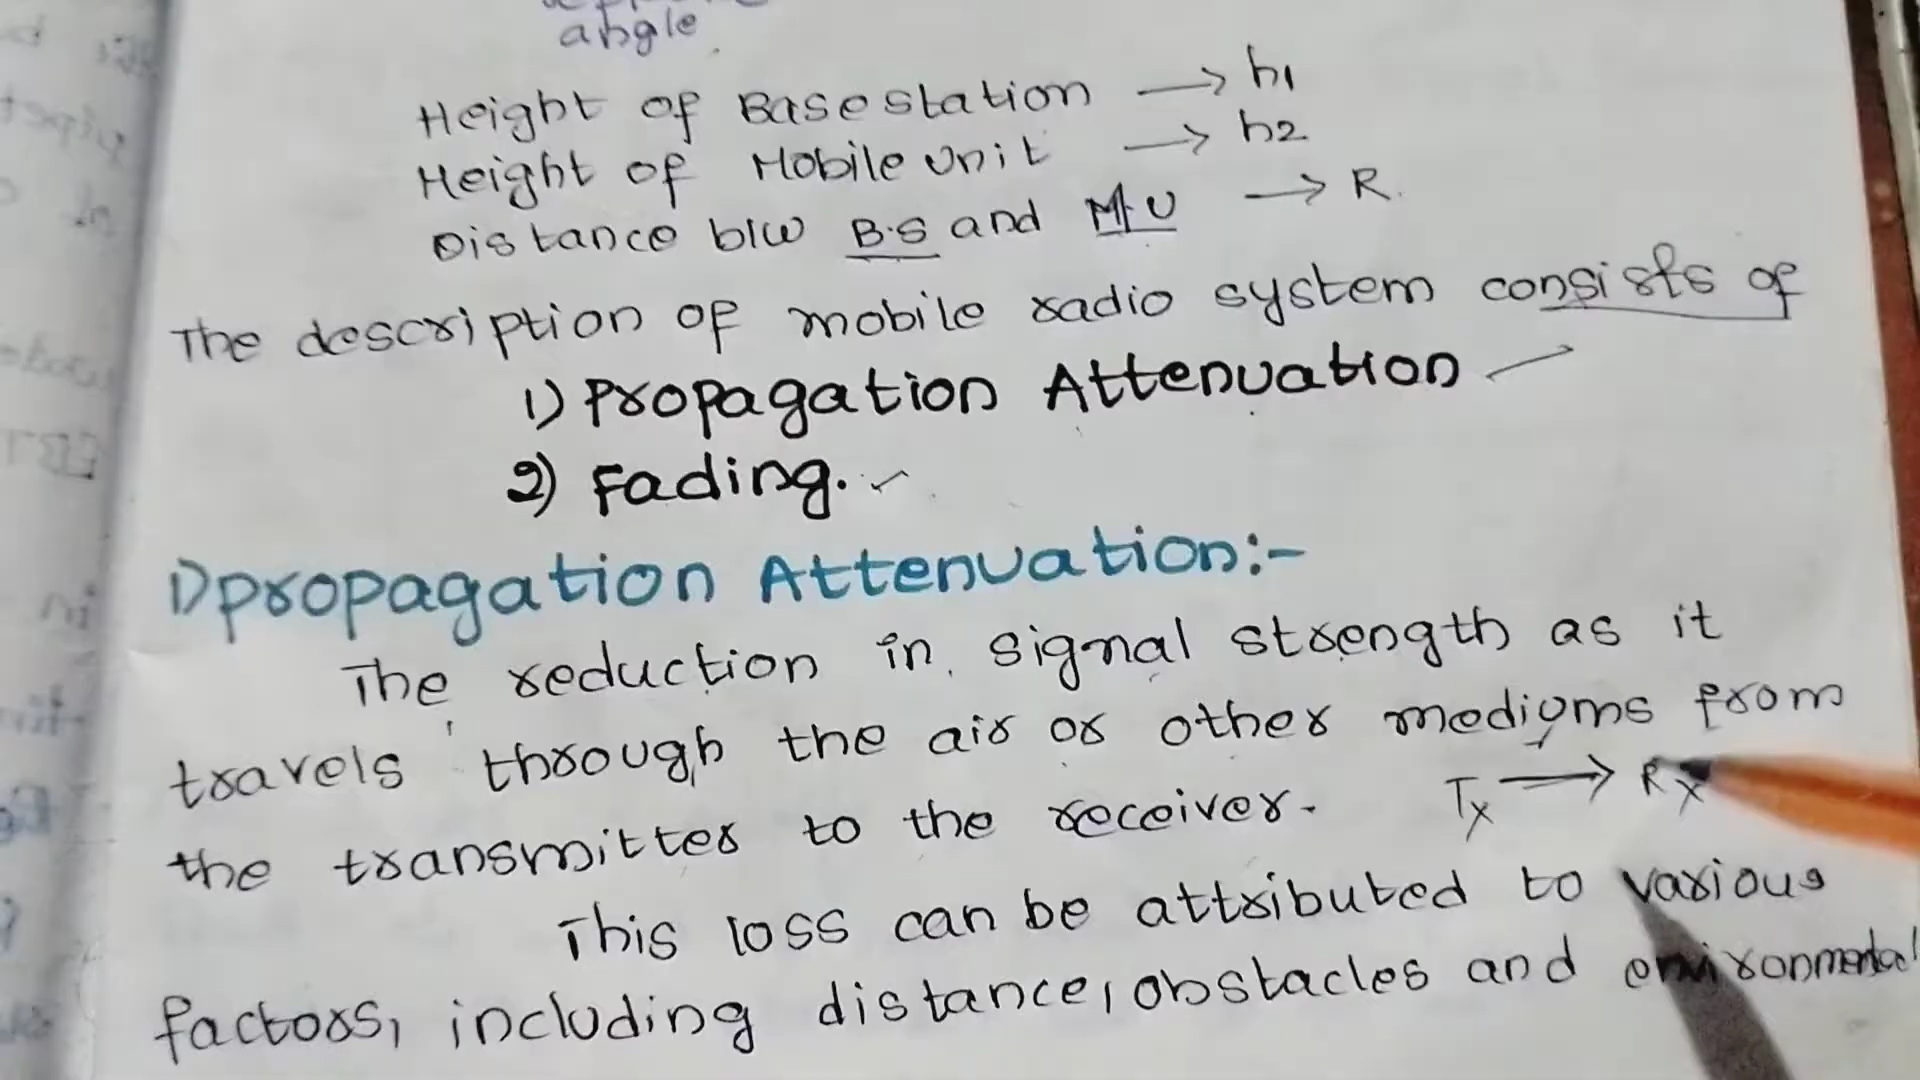 angle
Height of Base station → h1
Height of Mobile unit → h2
Distance b/w B.S and M.U → R.
The description of mobile radio system consists of
1) Propagation Attenuation
2) Fading.
1) propagation Attenuation:-
The reduction in signal strength as it
travels through the air or other mediums from
the transmitter to the receiver. Tx → Rx
This loss can be attributed to various
factors, including distance, obstacles and environmental